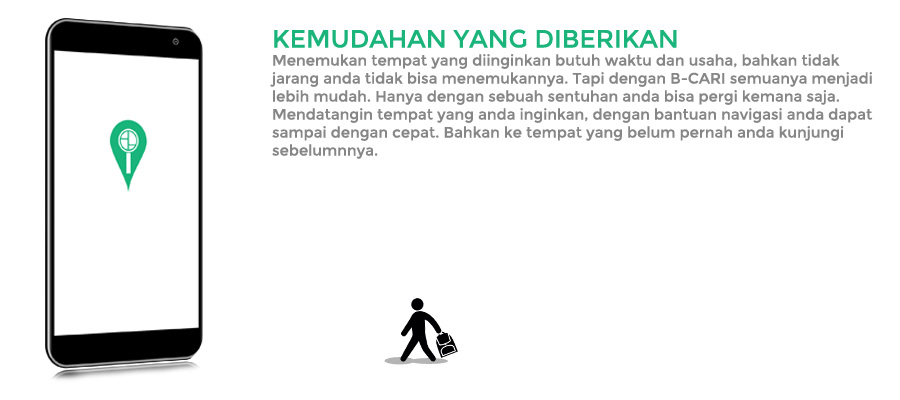 KEMUDAHAN YANG DIBERIKAN
Menemukan tempat yang diinginkan butuh waktu dan usaha, bahkan tidak
jarang anda tidak bisa menemukannya. Tapi dengan B-CARI semuanya menjadi
lebih mudah. Hanya dengan sebuah sentuhan anda bisa pergi kemana saja.
Mendatangin tempat yang anda inginkan, dengan bantuan navigasi anda dapat
sampai dengan cepat. Bahkan ke tempat yang belum pernah anda kunjungi
sebelumnnya.